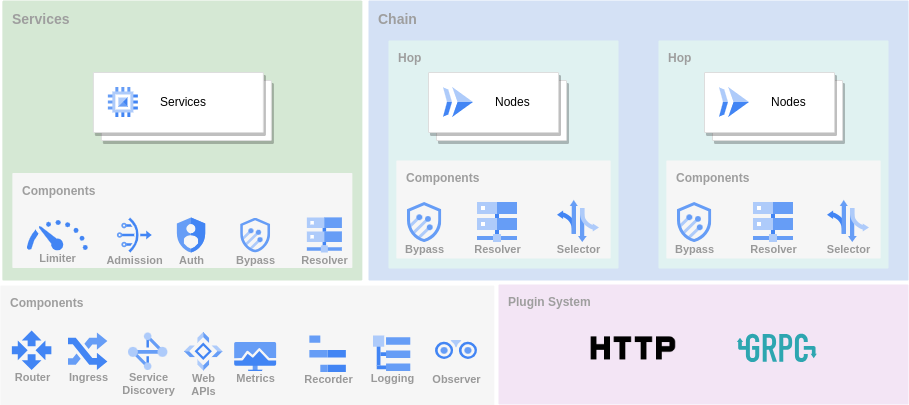 Services
Services
Components
Limiter
Admission
Auth
Bypass
Resolver
Chain
Hop
Nodes
Components
Bypass
Resolver
Selector
Hop
Nodes
Components
Bypass
Resolver
Selector
Components
Router
Ingress
Service
Discovery
Web
APIs
Metrics
Recorder
Logging
Observer
Plugin System
HTTP
GRPC